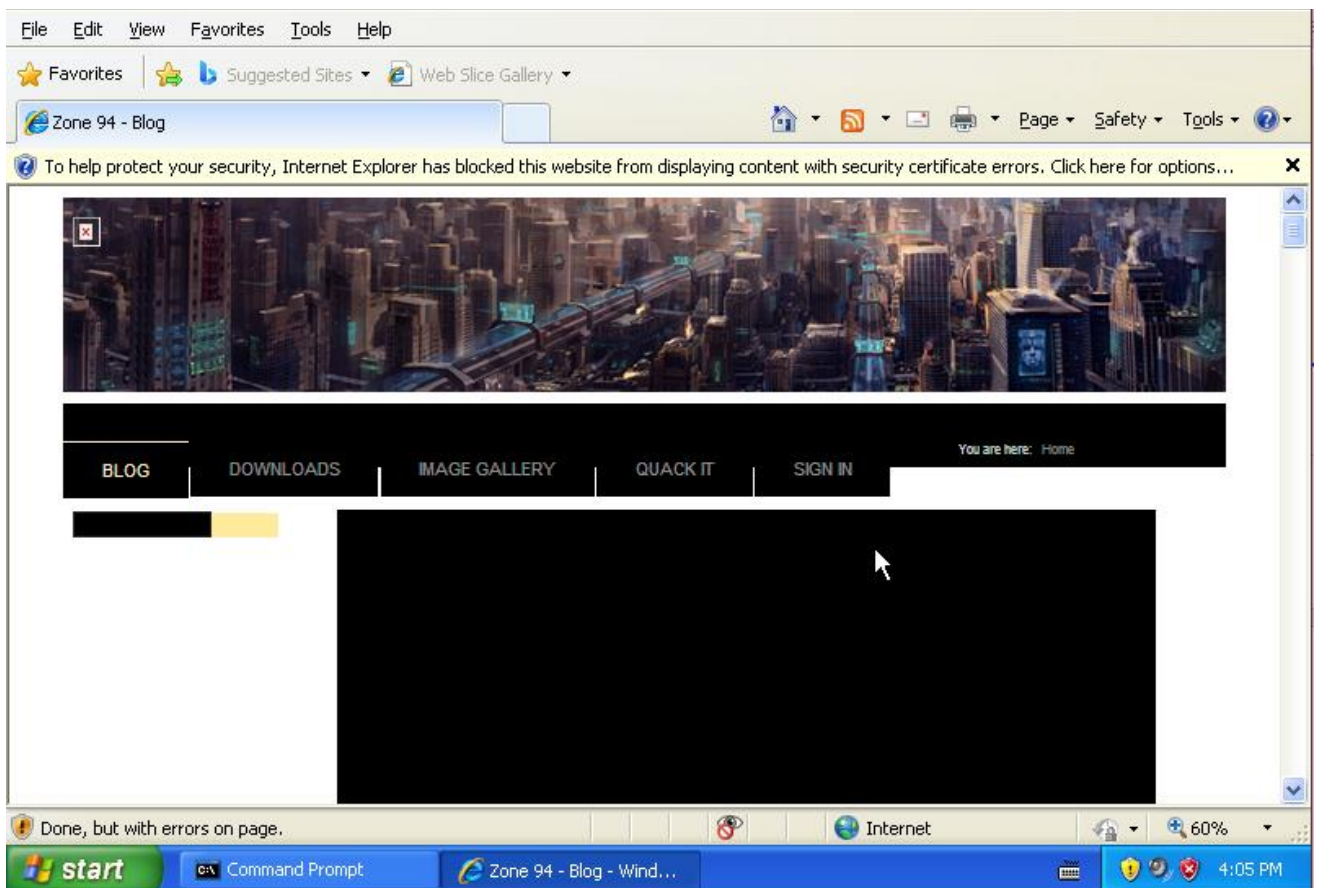 File Edit View Favorites Tools Help
Favorites Suggested Sites Web Slice Gallery
Zone 94 - Blog Page Safety Tools
To help protect your security, Internet Explorer has blocked this website from displaying content with security certificate errors. Click here for options...
You are here: Home
BLOG DOWNLOADS IMAGE GALLERY QUACK IT SIGN IN
Done, but with errors on page. Internet 60%
start Command Prompt Zone 94 - Blog - Wind... 4:05 PM